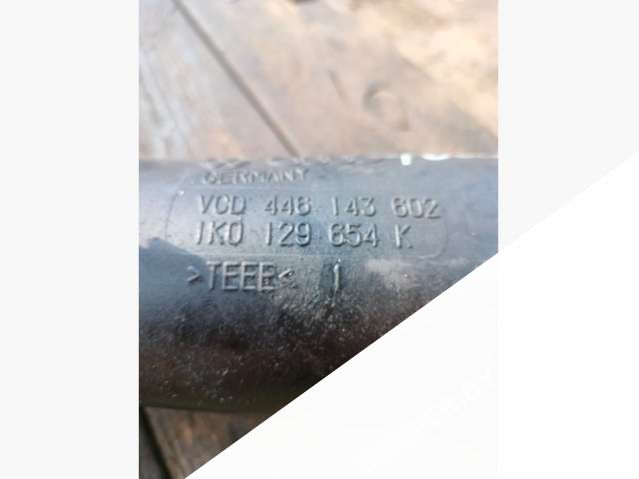 GERMANY
VCD 446 143 602
1K0 129 654 K
>TEEE< 1